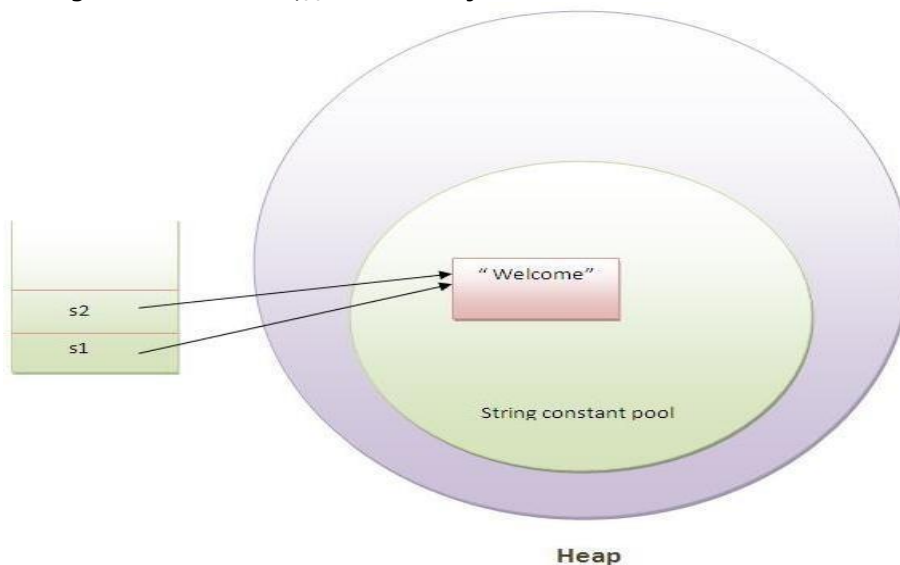 s2
s1
“ Welcome”
String constant pool
Heap